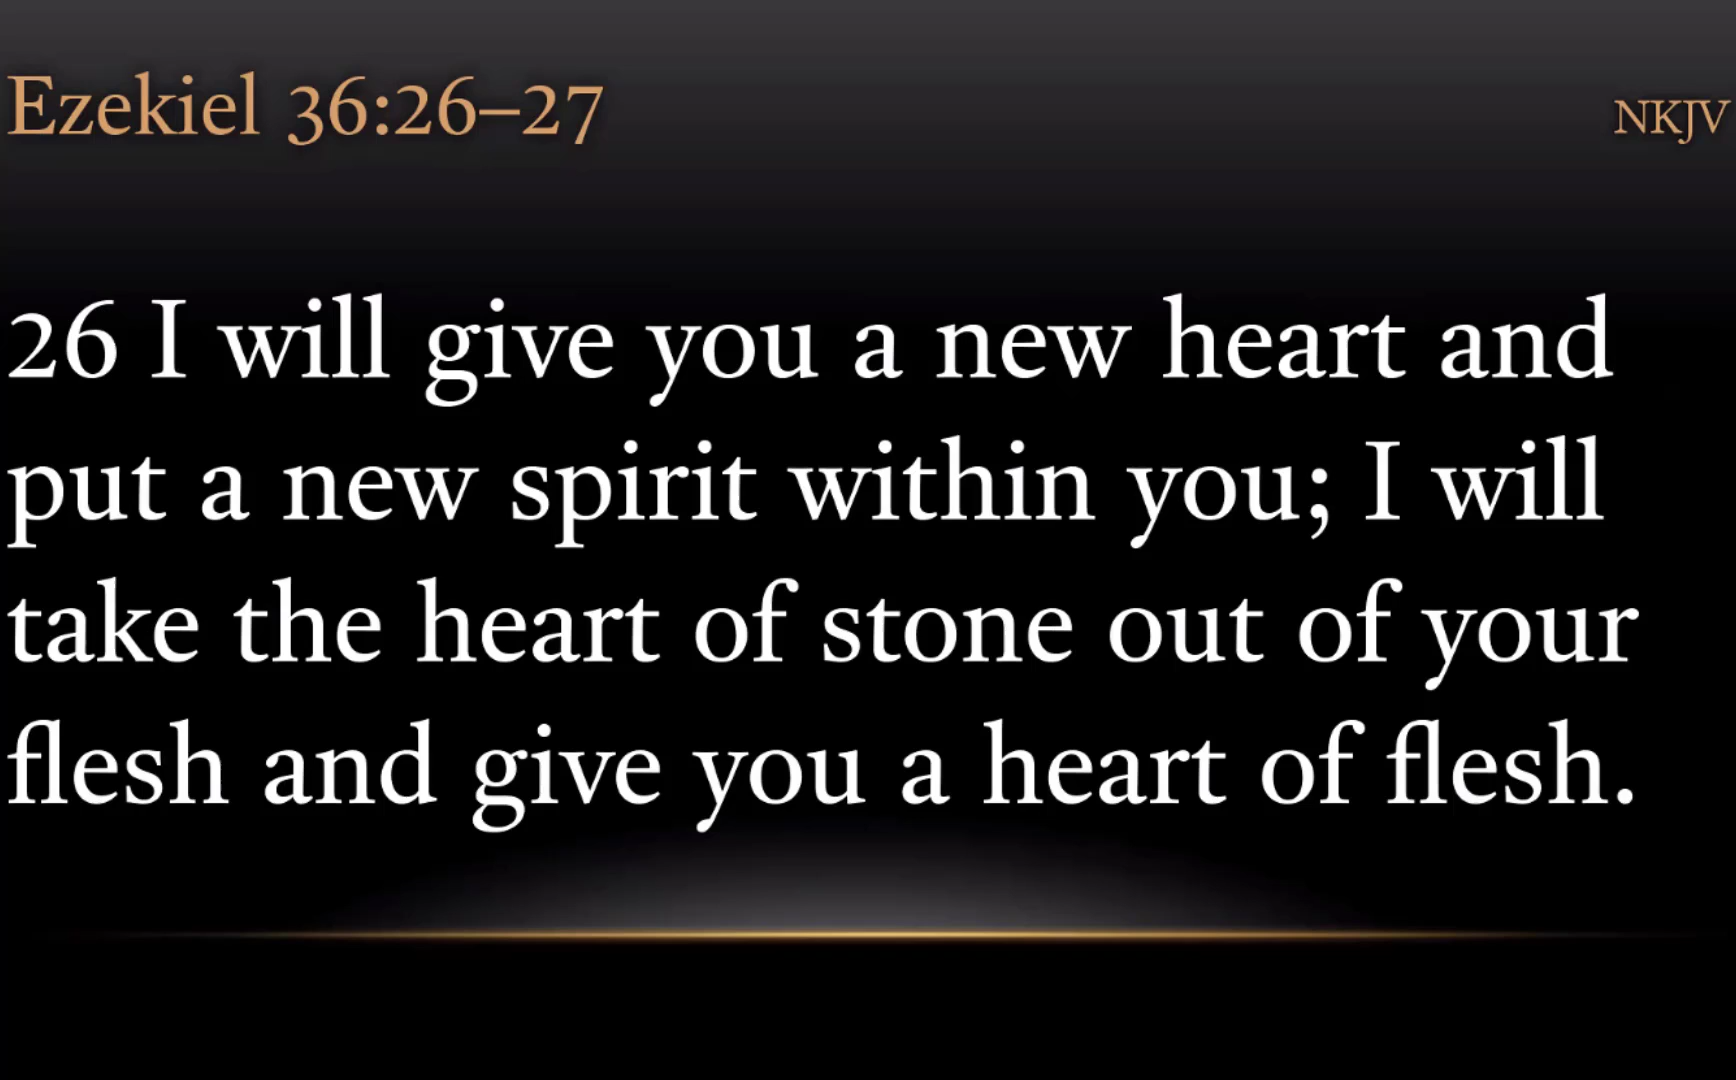 Ezekiel 36:26–27
NKJV
26 I will give you a new heart and
put a new spirit within you; I will
take the heart of stone out of your
flesh and give you a heart of flesh.